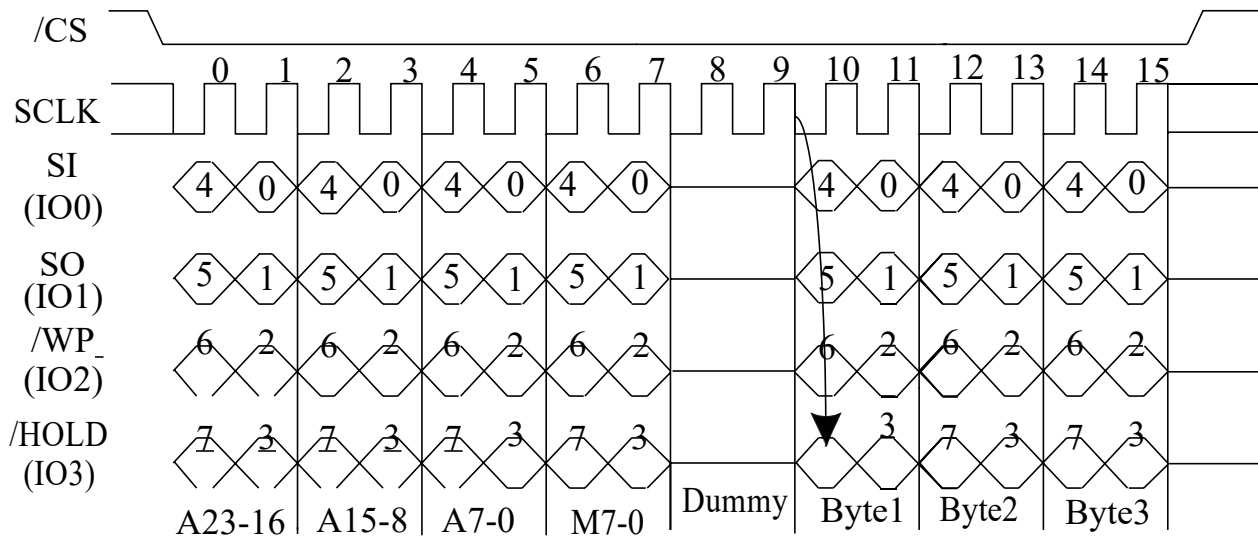 /CS
0 1 2 3 4 5 6 7 8 9 10 11 12 13 14 15
SCLK
SI
(IO0)
4 0 4 0 4 0 4 0 4 0 4 0 4 0
SO
(IO1)
5 1 5 1 5 1 5 1 5 1 5 1 5 1
/WP_
(IO2)
6 2 6 2 6 2 6 2 6 2 6 2 6 2
/HOLD
(IO3)
7 3 7 3 7 3 7 3 3 7 3 7 3
A23-16 A15-8 A7-0 M7-0 Dummy Byte1 Byte2 Byte3